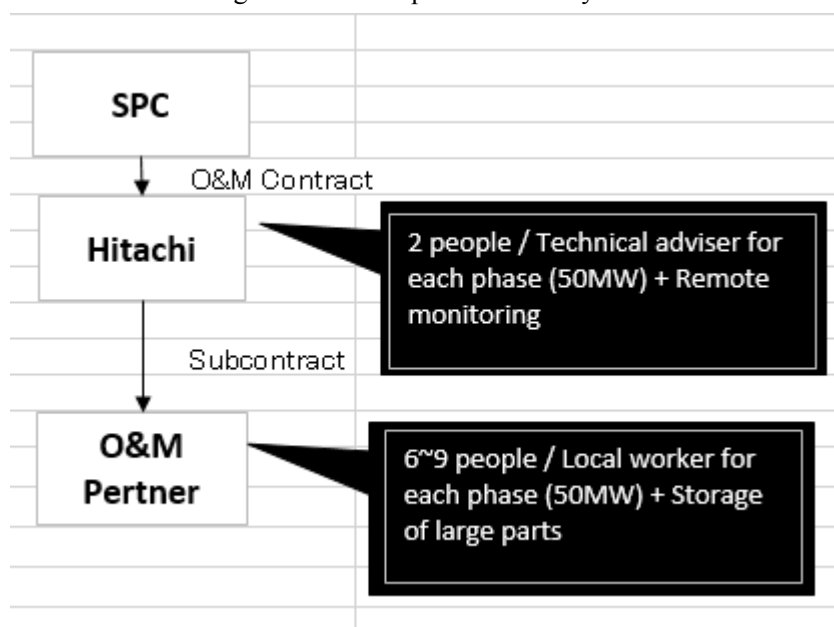 SPC
O&M Contract
Hitachi
2 people / Technical adviser for
each phase (50MW) + Remote
monitoring
Subcontract
O&M
Pertner
6~9 people / Local worker for
each phase (50MW) + Storage
of large parts